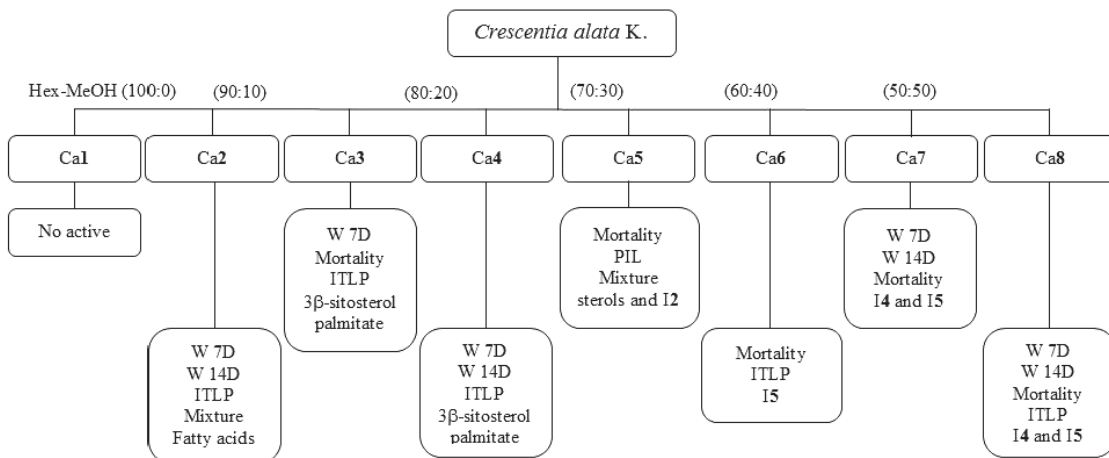 Crescentia alata K.
Hex-MeOH (100:0) (90:10) (80:20) (70:30) (60:40) (50:50)
Ca1 Ca2 Ca3 Ca4 Ca5 Ca6 Ca7 Ca8
No active
W 7D
Mortality
ITLP
3β-sitosterol
palmitate
Mortality
PIL
Mixture
sterols and I2
W 7D
W 14D
Mortality
I4 and I5
W 7D
W 14D
ITLP
Mixture
Fatty acids
W 7D
W 14D
ITLP
3β-sitosterol
palmitate
Mortality
ITLP
I5
W 7D
W 14D
Mortality
ITLP
I4 and I5